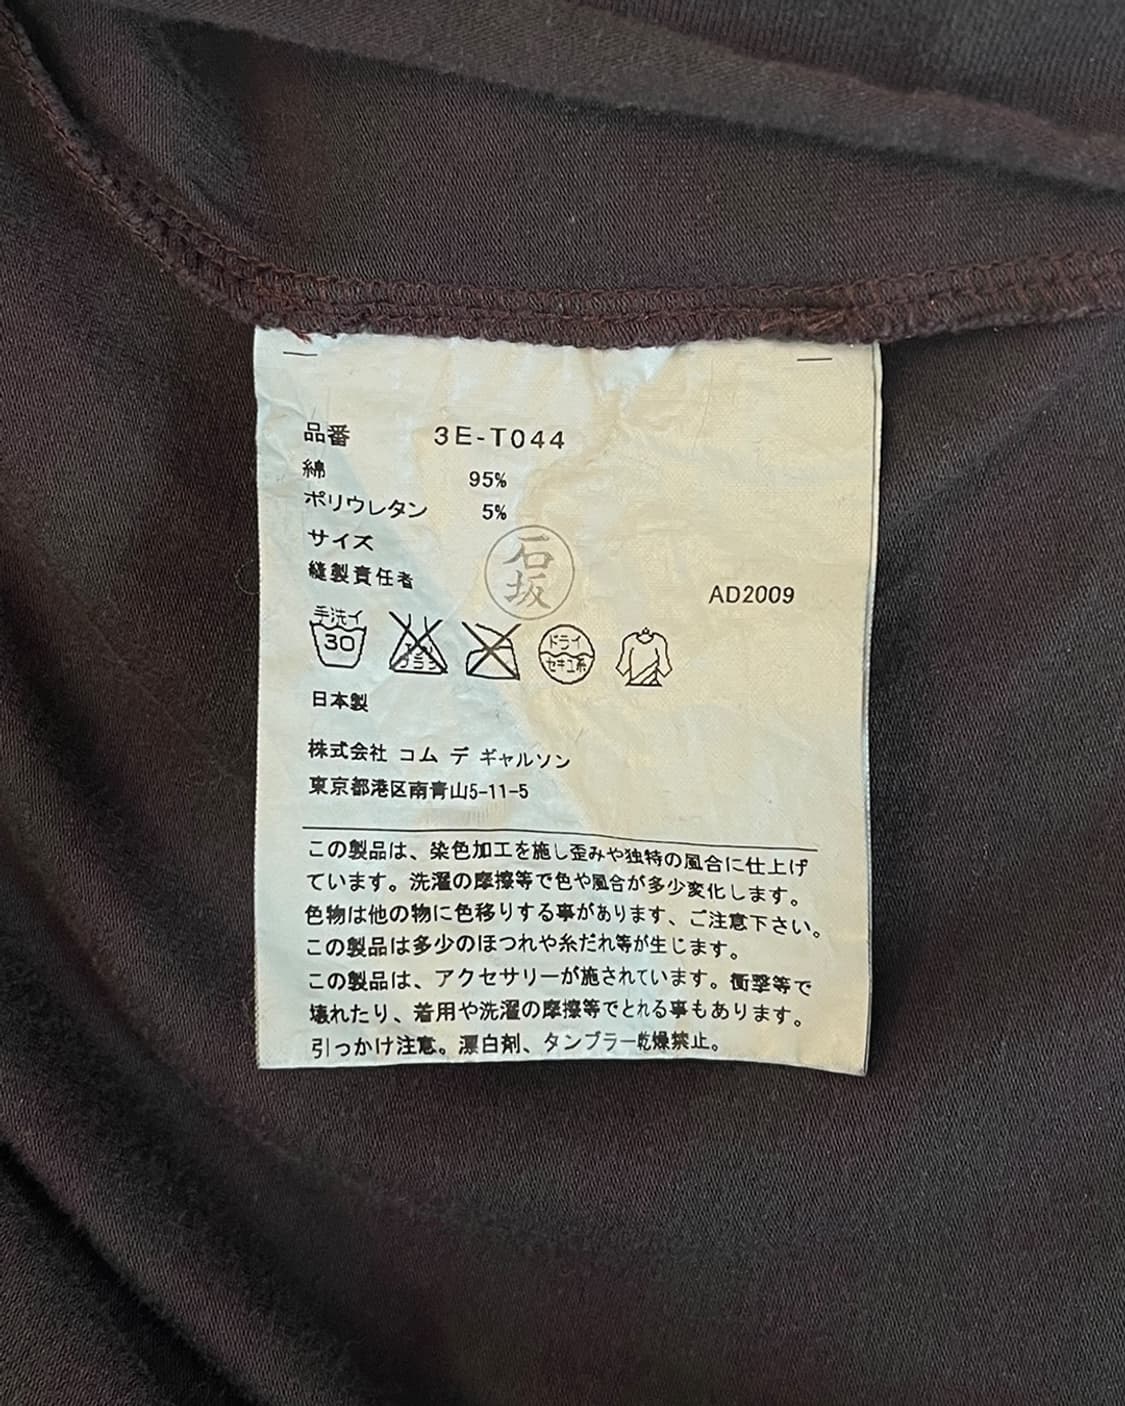 品番 3E-T044
綿 95%
ポリウレタン 5%
サイズ
縫製責任者 石坂 AD2009
手洗イ 30 エンソ サラシ ドライ セキユ系
日本製
株式会社 コム デ ギャルソン
東京都港区南青山5-11-5
この製品は、染色加工を施し歪みや独特の風合に仕上げ
ています。洗濯の摩擦等で色や風合が多少変化します。
色物は他の物に色移りする事があります、ご注意下さい。
この製品は多少のほつれや糸だれ等が生じます。
この製品は、アクセサリーが施されています。衝撃等で
壊れたり、着用や洗濯の摩擦等でとれる事もあります。
引っかけ注意。漂白剤、タンブラー乾燥禁止。